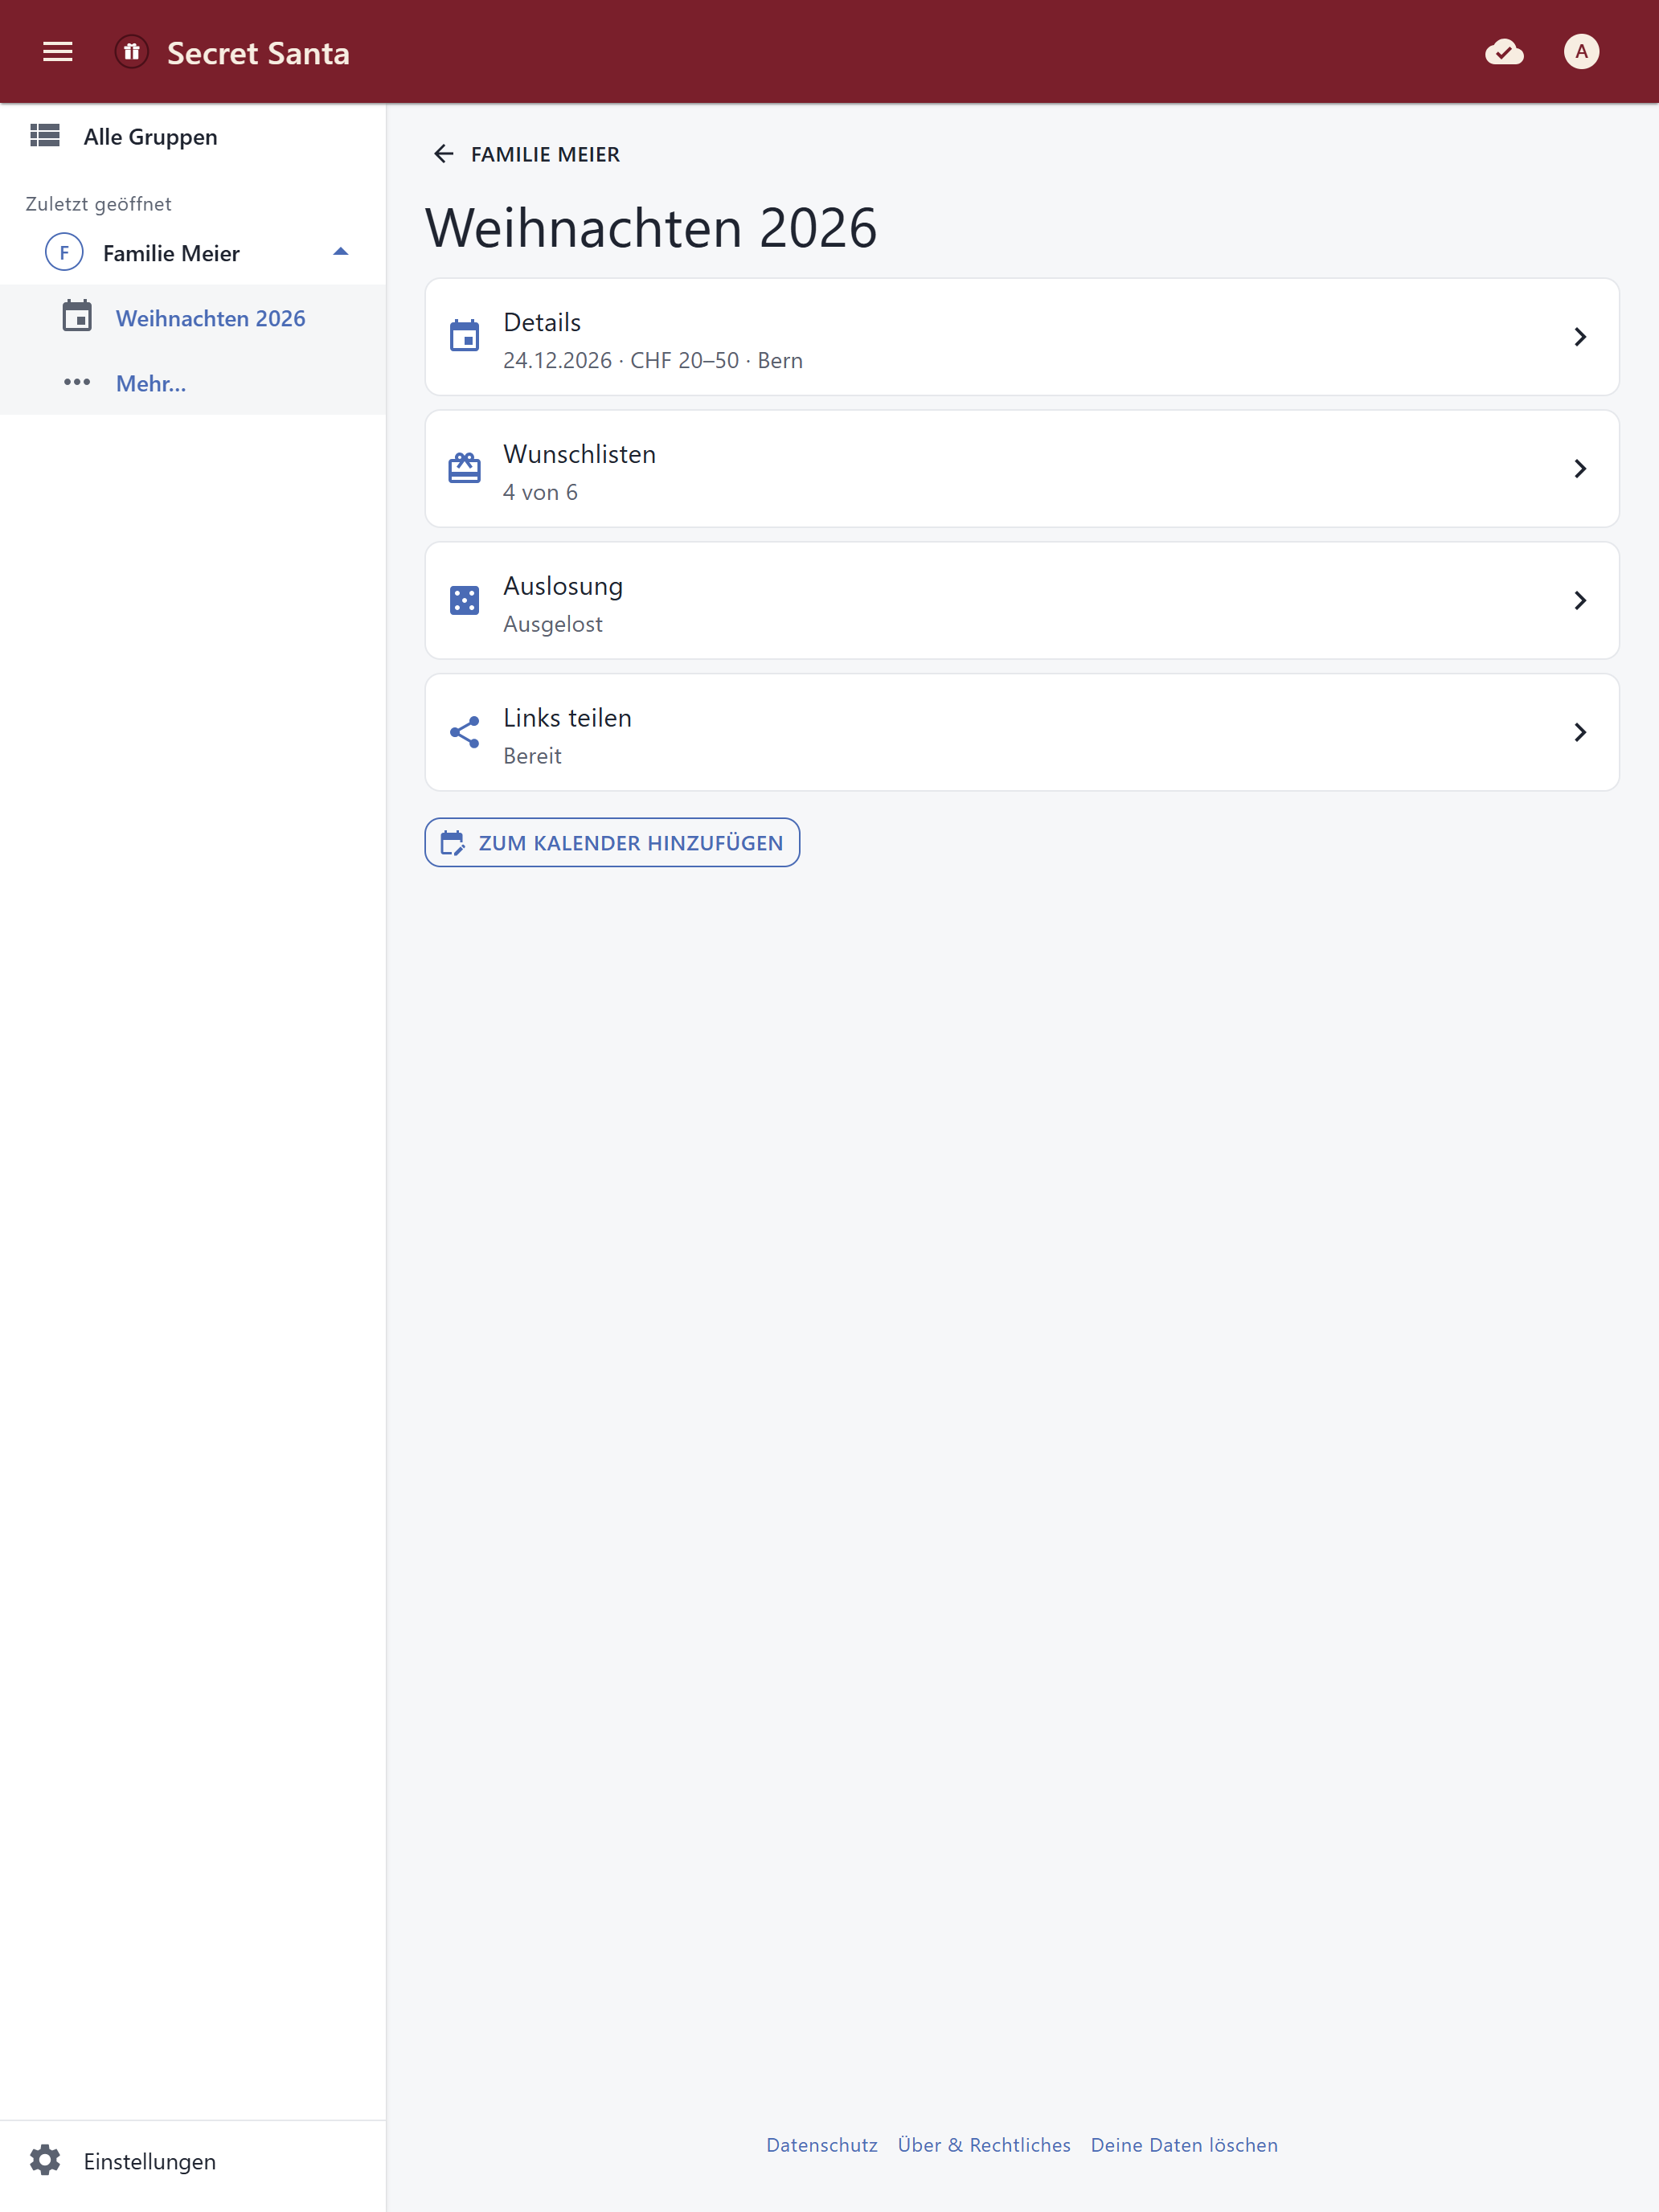 Secret Santa
A
Alle Gruppen
Zuletzt geöffnet
F
Familie Meier
Weihnachten 2026
Mehr...
Einstellungen
FAMILIE MEIER
Weihnachten 2026
Details
24.12.2026 · CHF 20–50 · Bern
Wunschlisten
4 von 6
Auslosung
Ausgelost
Links teilen
Bereit
ZUM KALENDER HINZUFÜGEN
Datenschutz Über & Rechtliches Deine Daten löschen